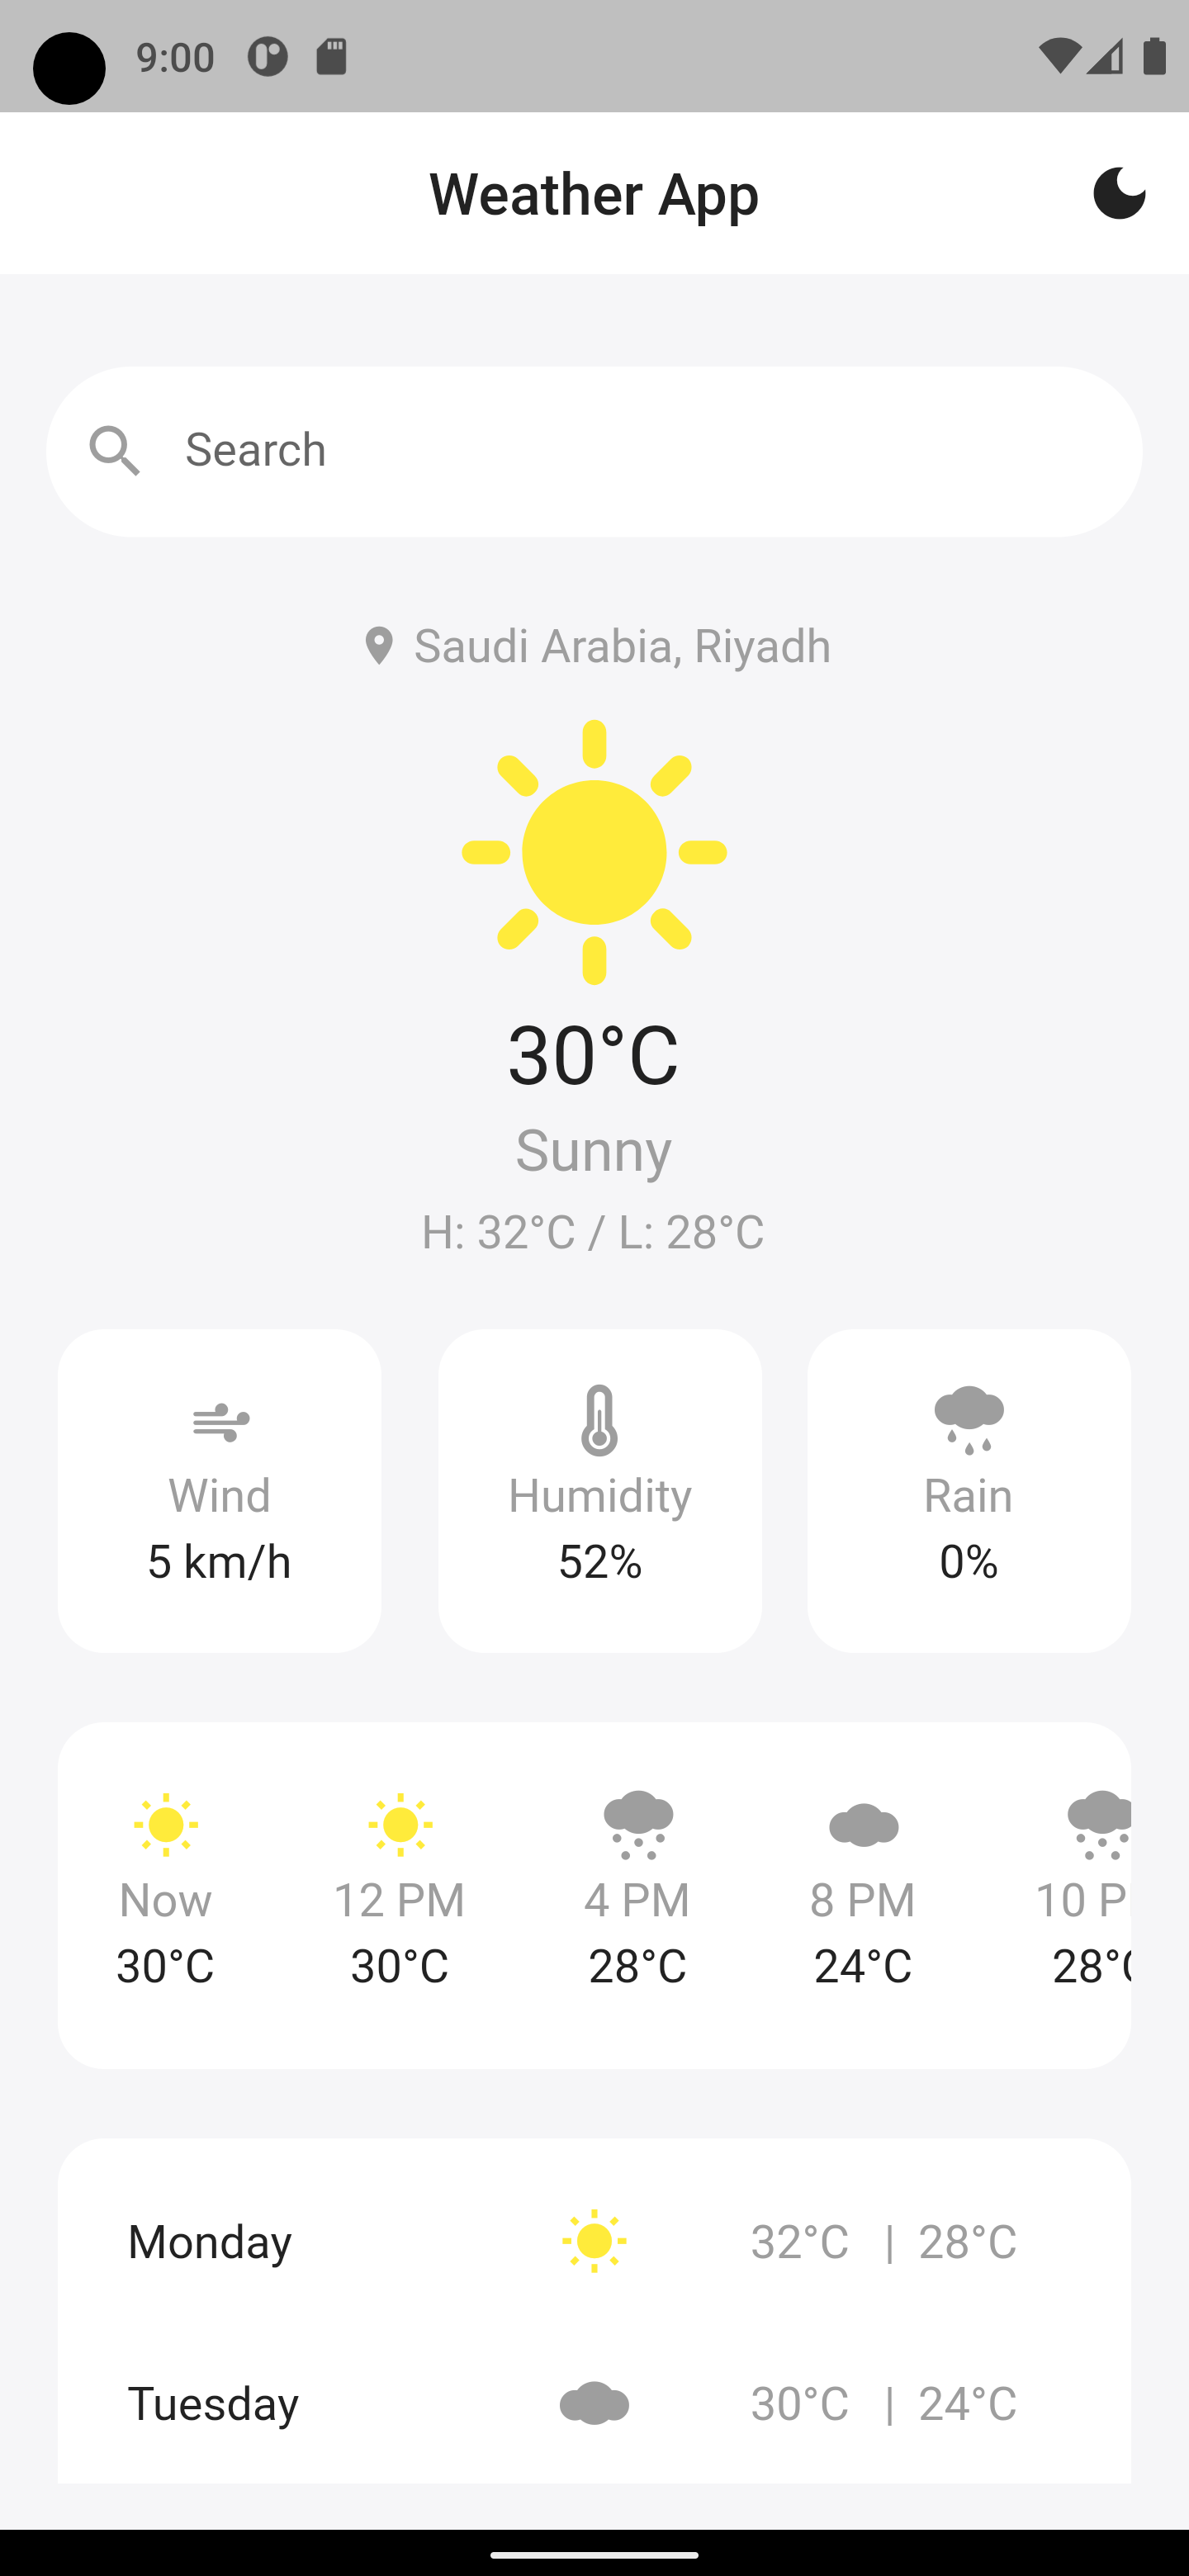 9:00
Weather App
Search
Saudi Arabia, Riyadh
30°C
Sunny
H: 32°C / L: 28°C
Wind Humidity Rain
5 km/h 52% 0%
Now 12 PM 4 PM 8 PM 10 P
30°C 30°C 28°C 24°C 28°C
Monday 32°C | 28°C
Tuesday 30°C | 24°C